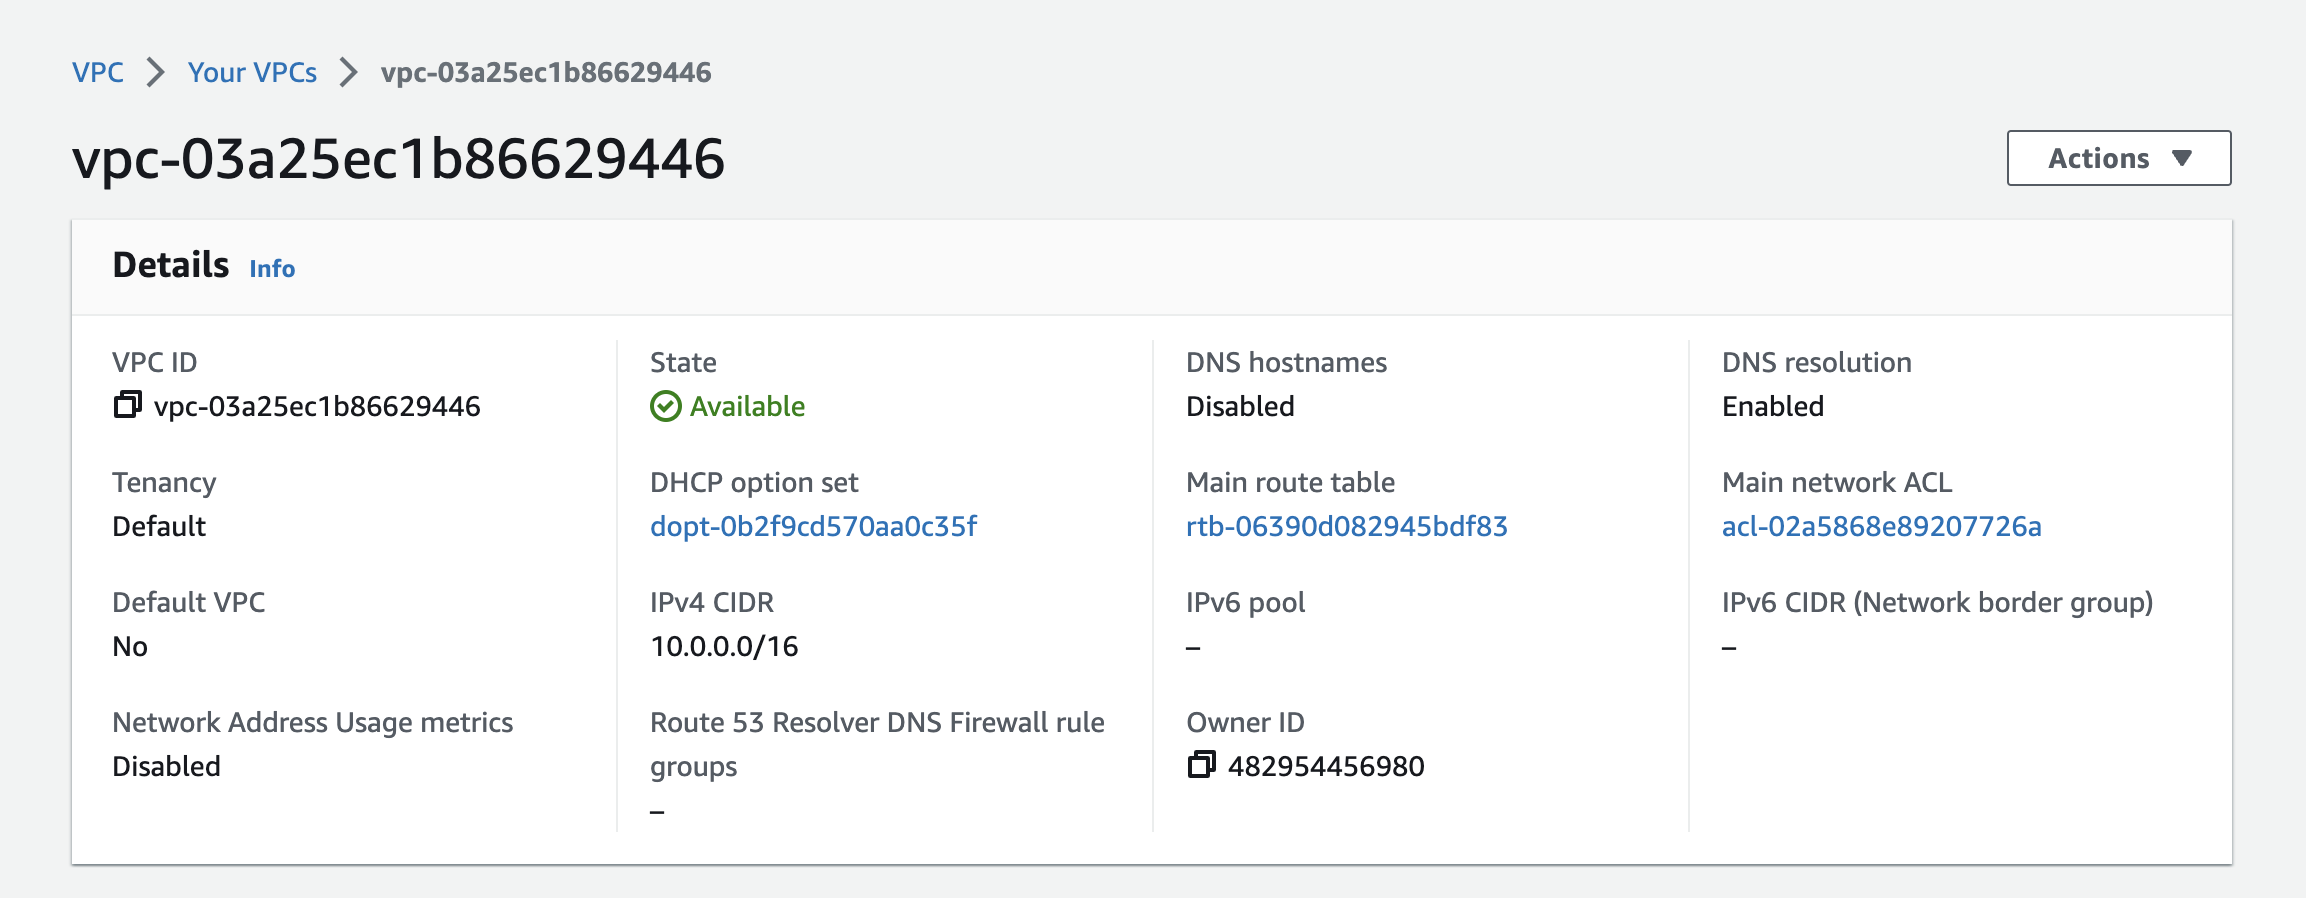 VPC > Your VPCs > vpc-03a25ec1b86629446
vpc-03a25ec1b86629446
Actions
Details Info
VPC ID
vpc-03a25ec1b86629446
State
Available
DNS hostnames
Disabled
DNS resolution
Enabled
Tenancy
Default
DHCP option set
dopt-0b2f9cd570aa0c35f
Main route table
rtb-06390d082945bdf83
Main network ACL
acl-02a5868e89207726a
Default VPC
No
IPv4 CIDR
10.0.0.0/16
IPv6 pool
–
IPv6 CIDR (Network border group)
–
Network Address Usage metrics
Disabled
Route 53 Resolver DNS Firewall rule
groups
–
Owner ID
482954456980